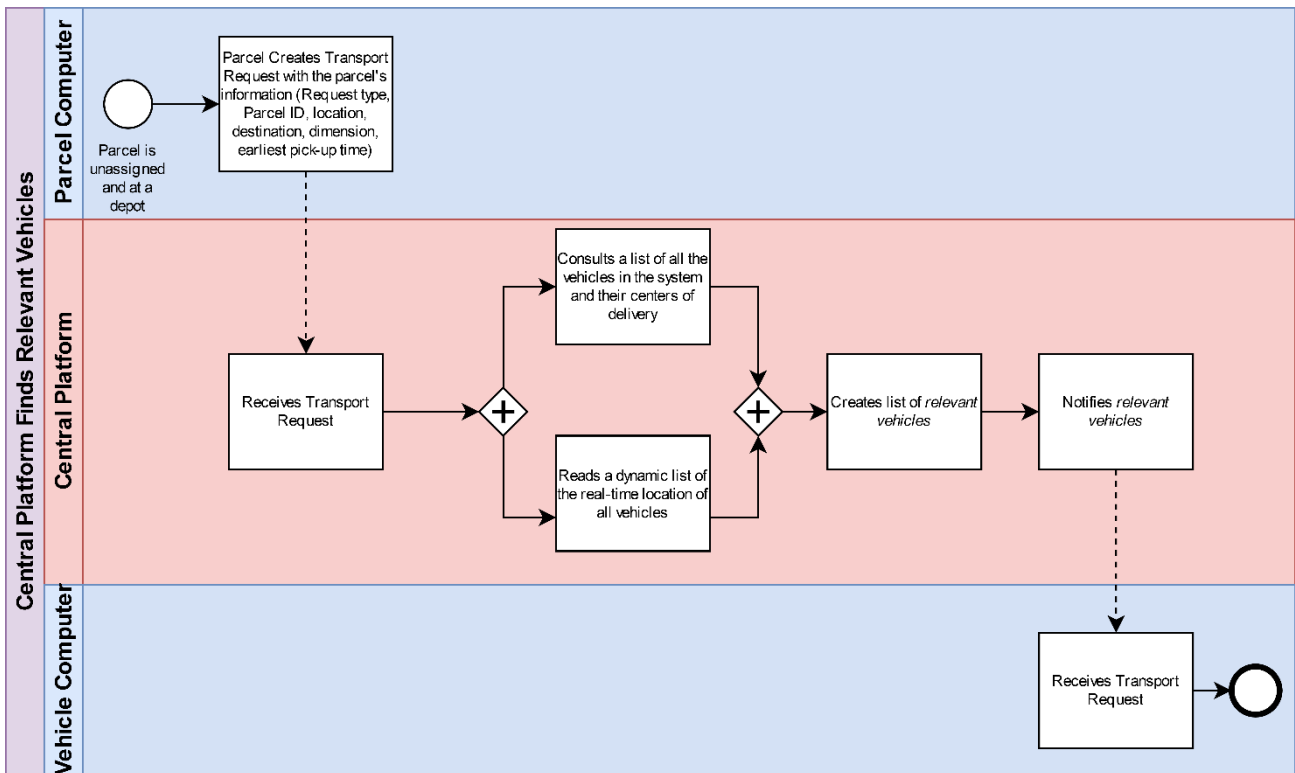 Central Platform Finds Relevant Vehicles
Parcel Computer
Parcel is
unassigned
and at a
depot
Parcel Creates Transport
Request with the parcel's
information (Request type,
Parcel ID, location,
destination, dimension,
earliest pick-up time)
Central Platform
Receives Transport
Request
Consults a list of all the
vehicles in the system
and their centers of
delivery
Reads a dynamic list of
the real-time location of
all vehicles
Creates list of relevant
vehicles
Notifies relevant
vehicles
Vehicle Computer
Receives Transport
Request